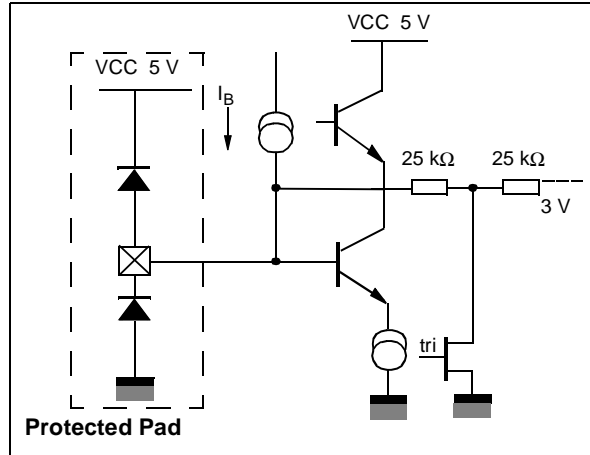 VCC 5 V
VCC 5 V
I_B
25 kΩ
25 kΩ
3 V
tri
Protected Pad